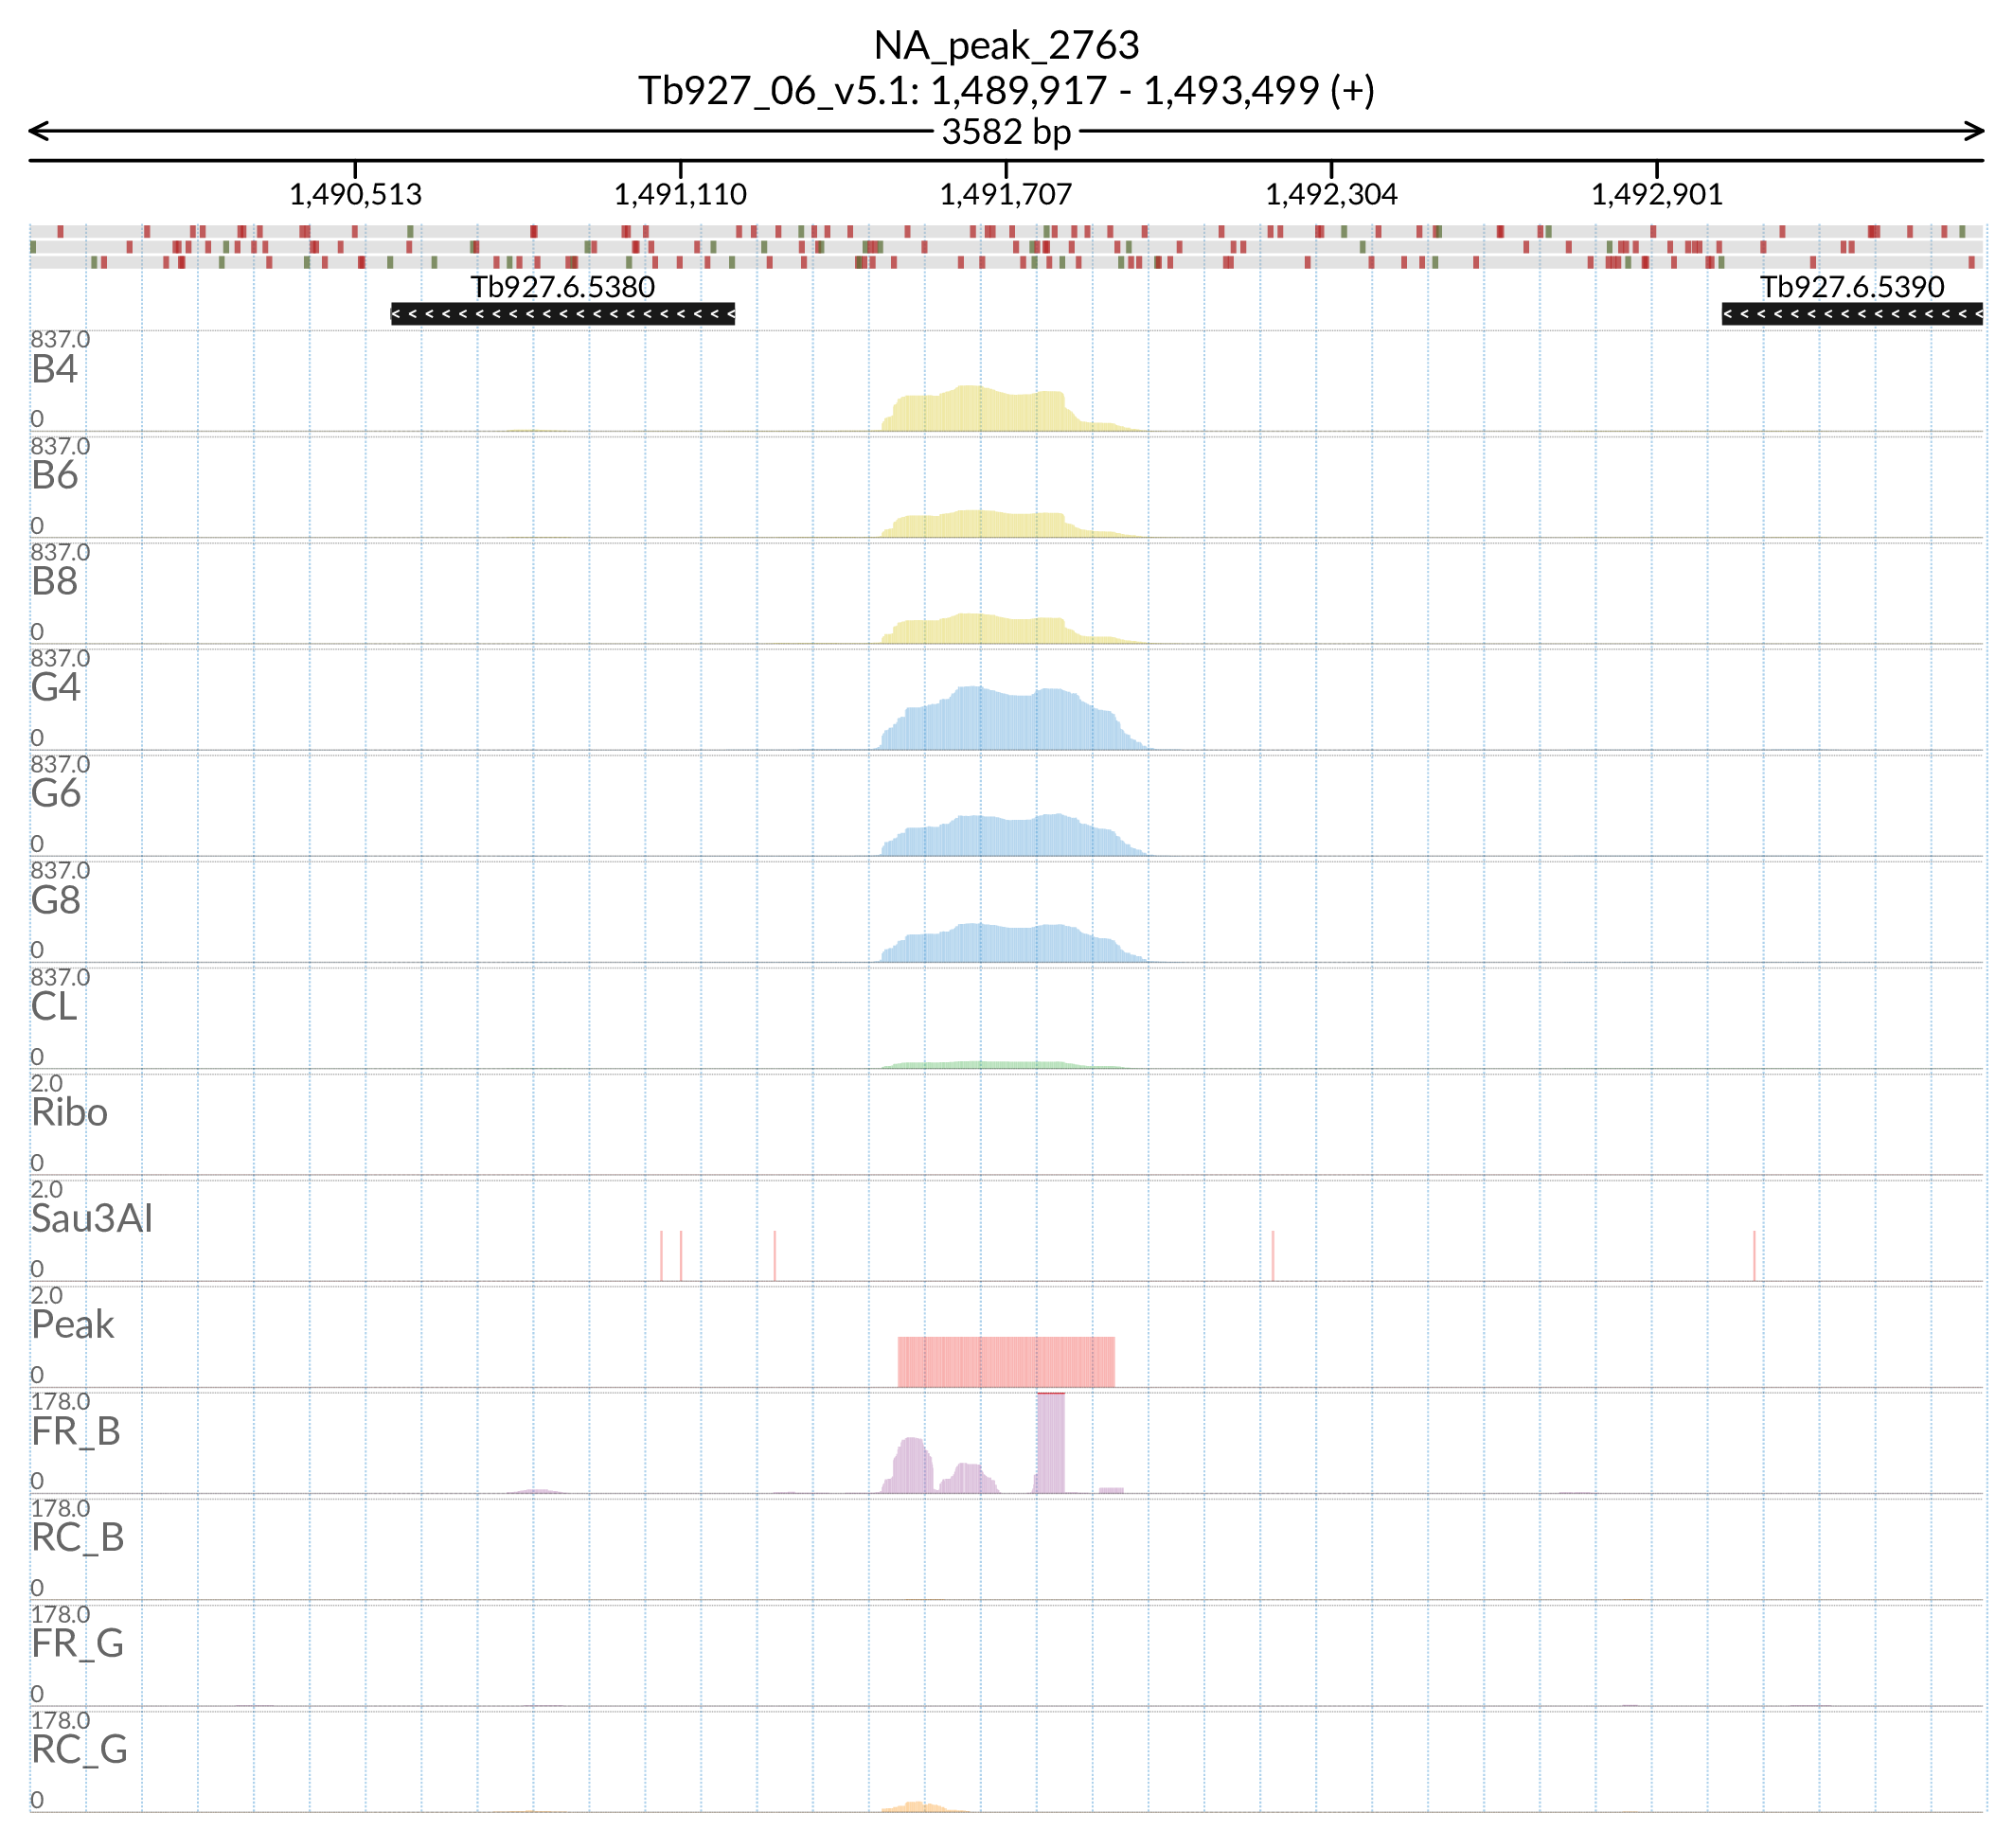 NA_peak_2763
Tb927_06_v5.1: 1,489,917 - 1,493,499 (+)
3582 bp
1,490,513 1,491,110 1,491,707 1,492,304 1,492,901
Tb927.6.5380 Tb927.6.5390
837.0
B4
0
837.0
B6
0
837.0
B8
0
837.0
G4
0
837.0
G6
0
837.0
G8
0
837.0
CL
0
2.0
Ribo
0
2.0
Sau3AI
0
2.0
Peak
0
178.0
FR_B
0
178.0
RC_B
0
178.0
FR_G
0
178.0
RC_G
0